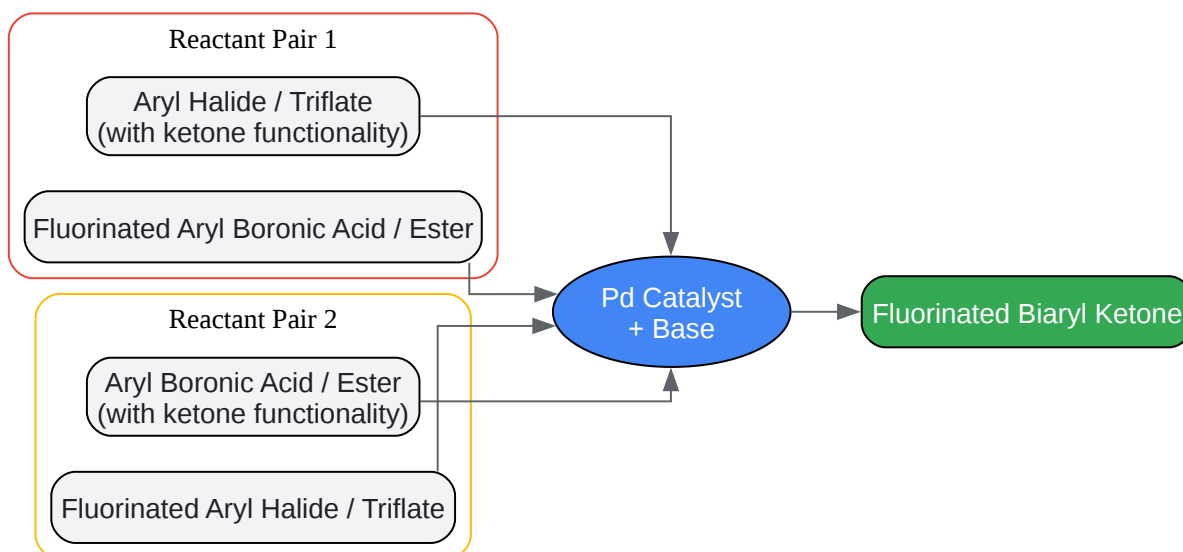 Reactant Pair 1
Aryl Halide / Triflate
(with ketone functionality)
Fluorinated Aryl Boronic Acid / Ester
Reactant Pair 2
Aryl Boronic Acid / Ester
(with ketone functionality)
Fluorinated Aryl Halide / Triflate
Pd Catalyst
+ Base
Fluorinated Biaryl Ketone